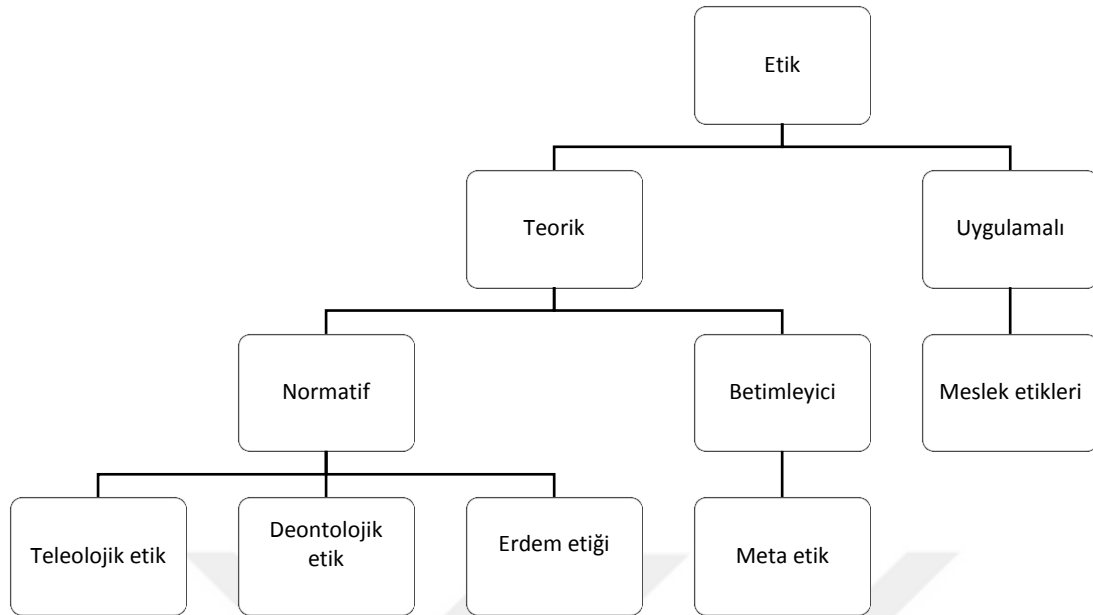 Etik
Teorik
Uygulamalı
Normatif
Betimleyici
Meslek etikleri
Teleolojik etik
Deontolojik
etik
Erdem etiği
Meta etik